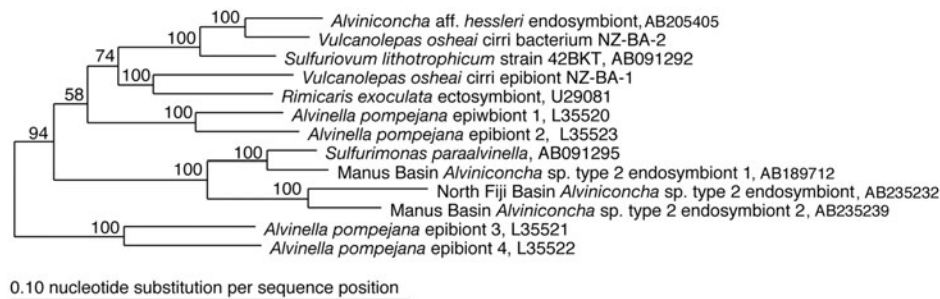 100 Alviniconcha aff. hessleri endosymbiont, AB205405
100 Vulcanolepas osheai cirri bacterium NZ-BA-2
74 Sulfuriovum lithotrophicum strain 42BKT, AB091292
100 Vulcanolepas osheai cirri epibiont NZ-BA-1
58 Rimicaris exoculata ectosymbiont, U29081
100 Alvinella pompejana epiwbiont 1, L35520
94 Alvinella pompejana epibiont 2, L35523
100 Sulfurimonas paraalvinella, AB091295
100 Manus Basin Alviniconcha sp. type 2 endosymbiont 1, AB189712
100 North Fiji Basin Alviniconcha sp. type 2 endosymbiont, AB235232
Manus Basin Alviniconcha sp. type 2 endosymbiont 2, AB235239
100 Alvinella pompejana epibiont 3, L35521
Alvinella pompejana epibiont 4, L35522
0.10 nucleotide substitution per sequence position